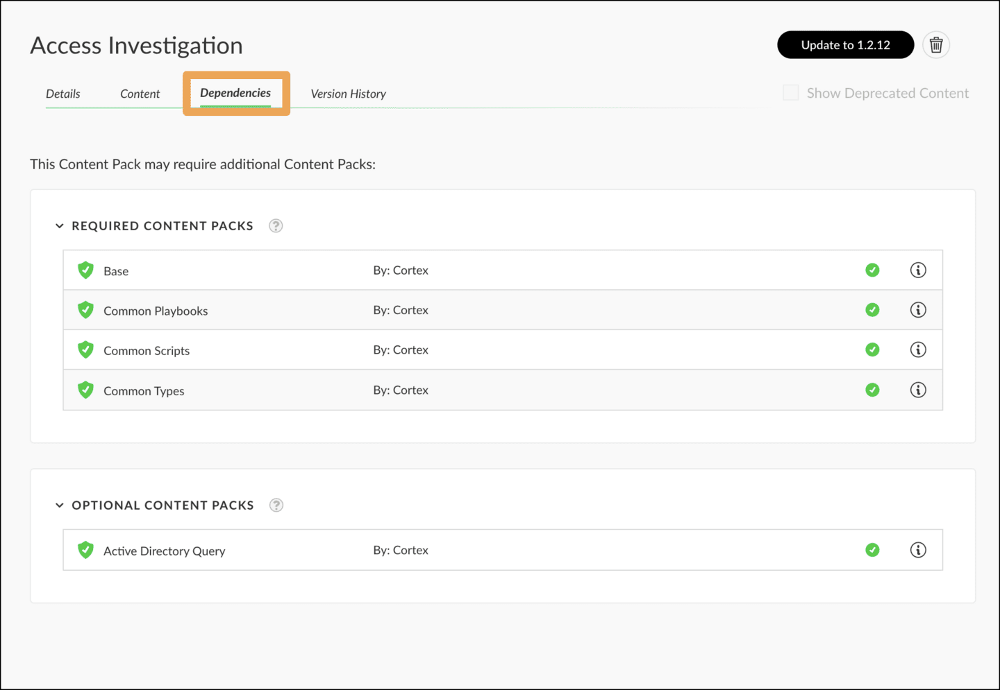 Access Investigation
Update to 1.2.12
Details
Content
Dependencies
Version History
Show Deprecated Content
This Content Pack may require additional Content Packs:
REQUIRED CONTENT PACKS ?
Base By: Cortex
Common Playbooks By: Cortex
Common Scripts By: Cortex
Common Types By: Cortex
OPTIONAL CONTENT PACKS ?
Active Directory Query By: Cortex